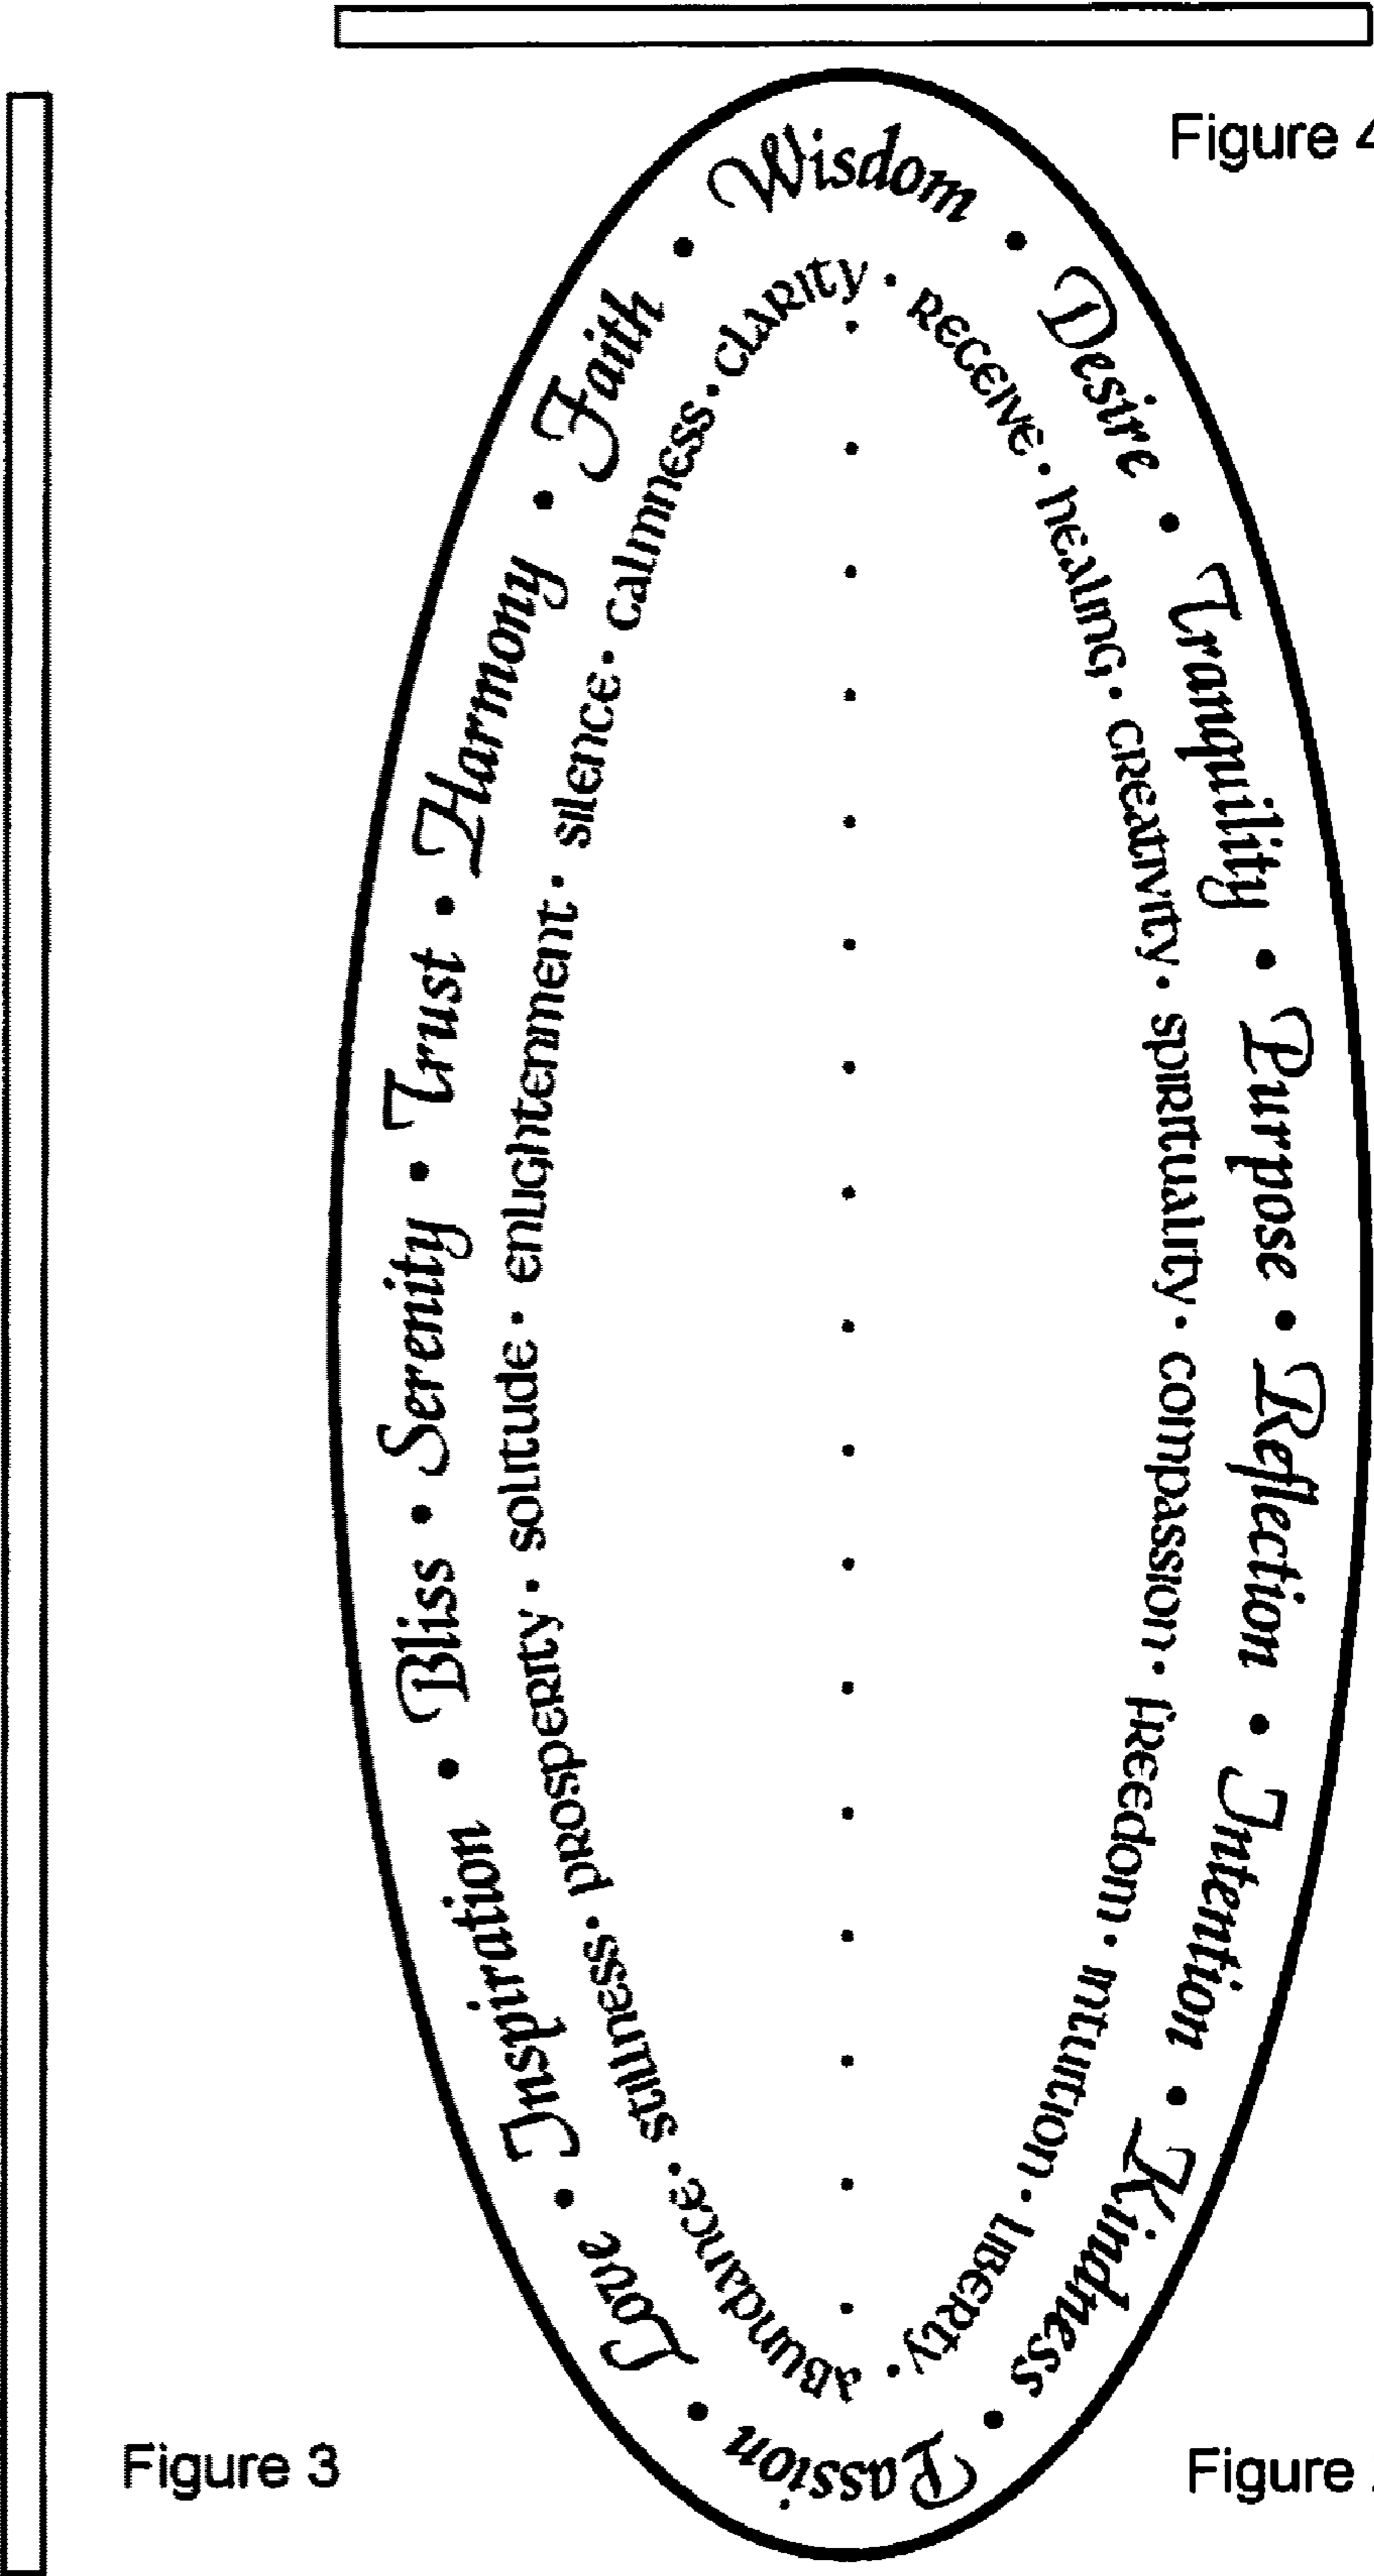 Figure 4
Wisdom • Desire • Tranquility • Purpose • Reflection • Intention • Kindness • Passion • Love • Inspiration • Bliss • Serenity • Trust • Harmony • Faith •
CLARITY • RECEIVE • HEALING • CREATIVITY • SPIRITUALITY • COMPASSION • FREEDOM • INTUITION • LIBERTY • ABUNDANCE • STILLNESS • PROSPERITY • SOLITUDE • ENLIGHTENMENT • SILENCE • CALMNESS •
Figure 3
Figure